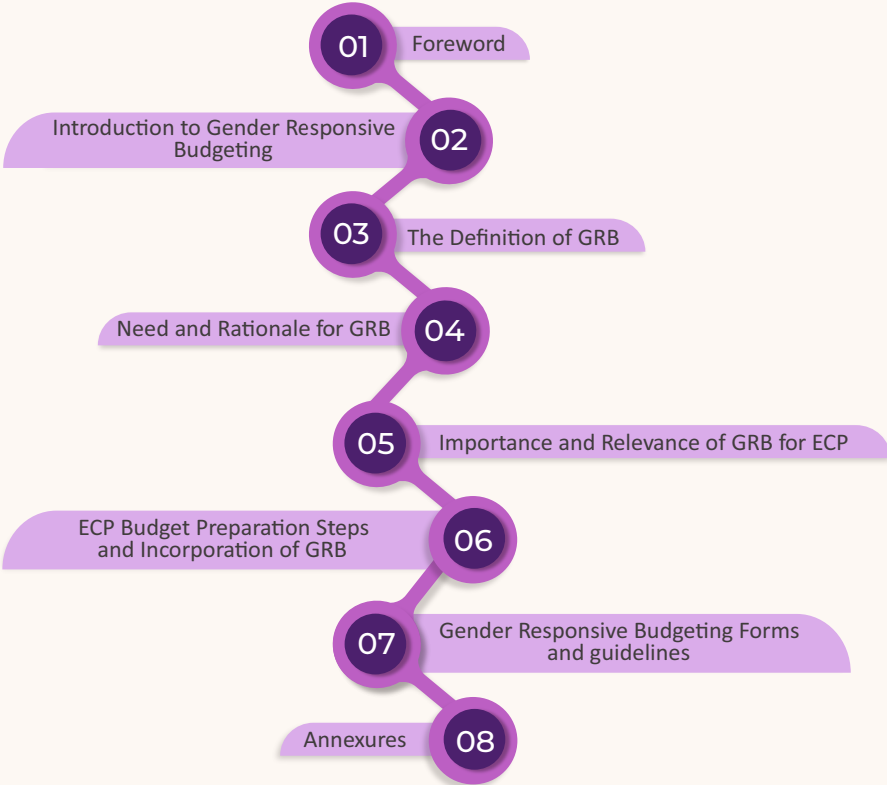 01
Foreword
Introduction to Gender Responsive
Budgeting
02
03
The Definition of GRB
Need and Rationale for GRB
04
05
Importance and Relevance of GRB for ECP
ECP Budget Preparation Steps
and Incorporation of GRB
06
07
Gender Responsive Budgeting Forms
and guidelines
Annexures
08